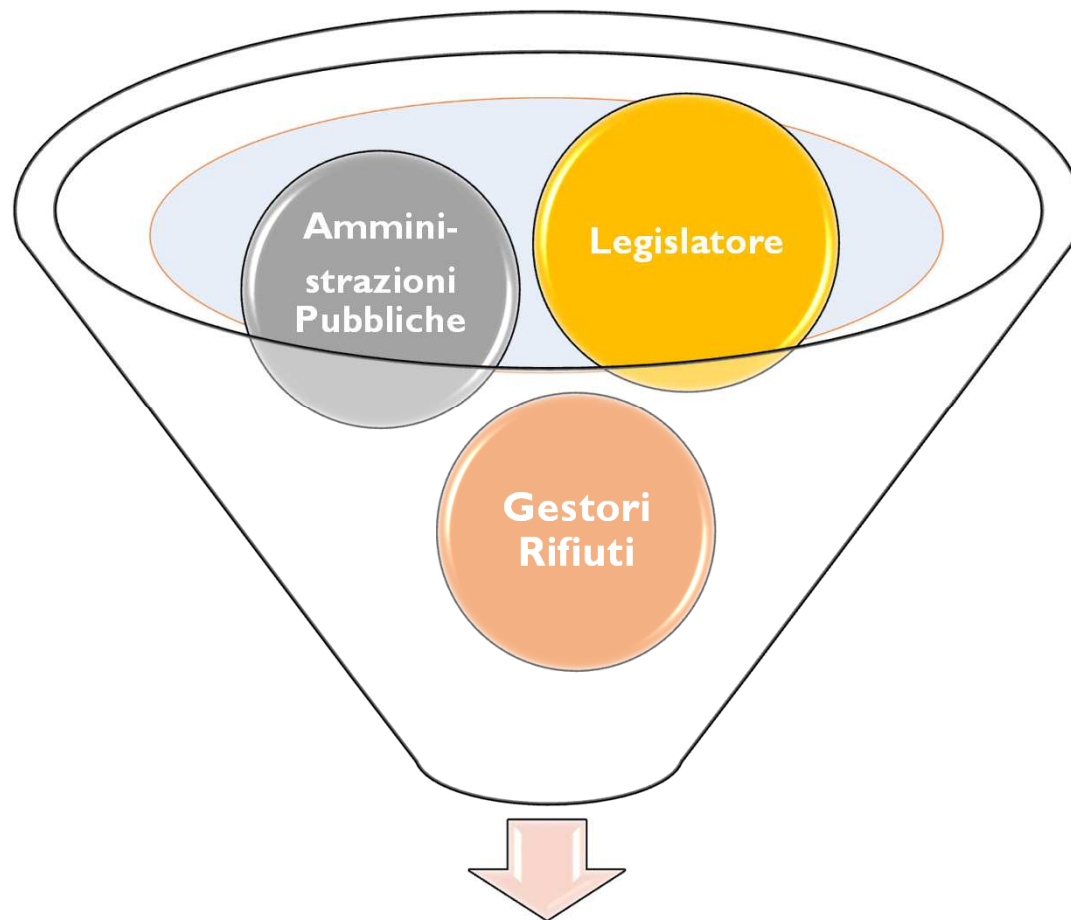 Ammini-
strazioni
Pubbliche
Legislatore
Gestori
Rifiuti